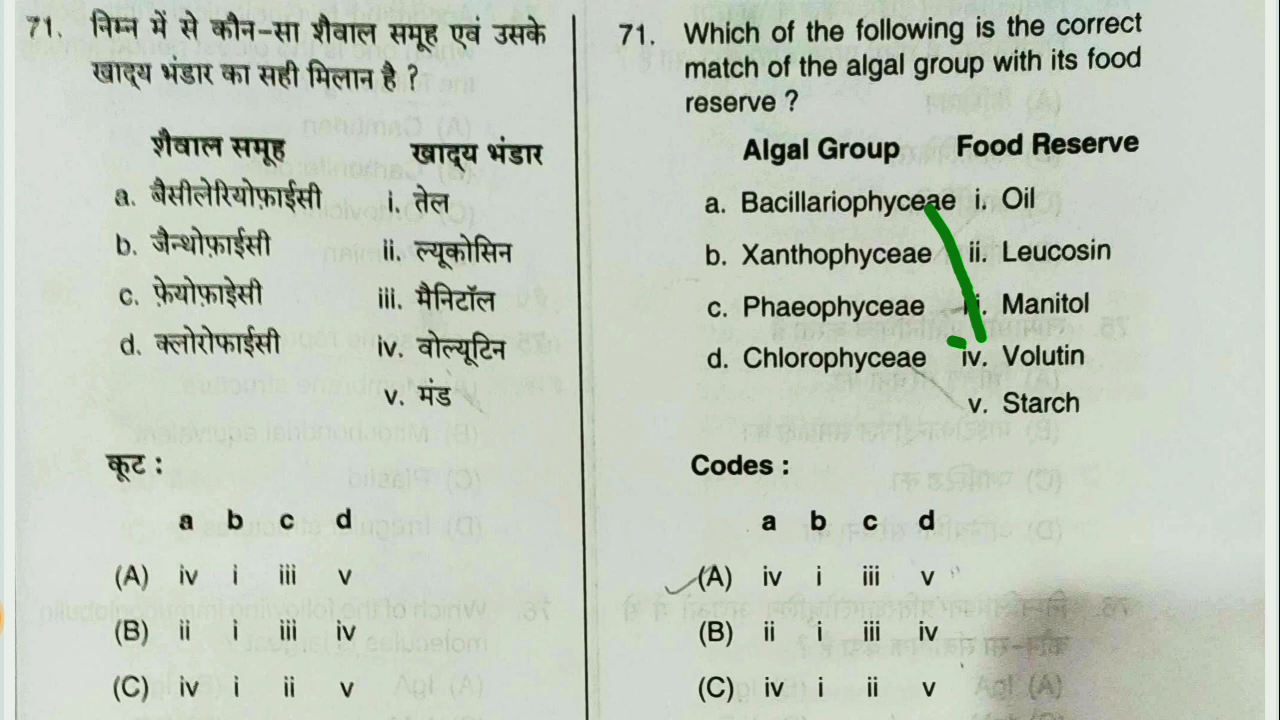 71. निम्न में से कौन-सा शैवाल समूह एवं उसके
खाद्य भंडार का सही मिलान है ?
शैवाल समूह खाद्य भंडार
a. बैसीलेरियोफ़ाईसी i. तेल
b. जैन्थोफ़ाईसी ii. ल्यूकोसिन
c. फ़ेयोफ़ाइेसी iii. मैनिटॉल
d. क्लोरोफाईसी iv. वोल्यूटिन
v. मंड
कूट :
a b c d
(A) iv i iii v
(B) ii i iii iv
(C) iv i ii v
71. Which of the following is the correct
match of the algal group with its food
reserve ?
Algal Group Food Reserve
a. Bacillariophyceae i. Oil
b. Xanthophyceae ii. Leucosin
c. Phaeophyceae iii. Manitol
d. Chlorophyceae iv. Volutin
v. Starch
Codes :
a b c d
(A) iv i iii v
(B) ii i iii iv
(C) iv i ii v